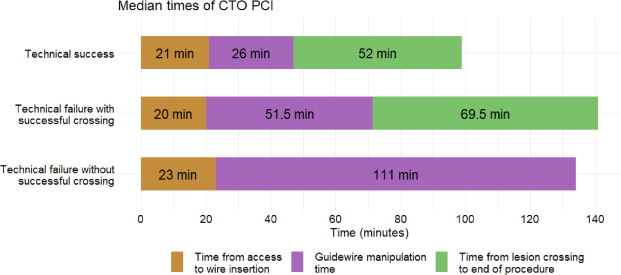 Median times of CTO PCI
Technical success
21 min 26 min 52 min
Technical failure with
successful crossing
20 min 51.5 min 69.5 min
Technical failure without
successful crossing
23 min 111 min
0 20 40 60 80 100 120 140
Time (minutes)
Time from access
to wire insertion
Guidewire manipulation
time
Time from lesion crossing
to end of procedure